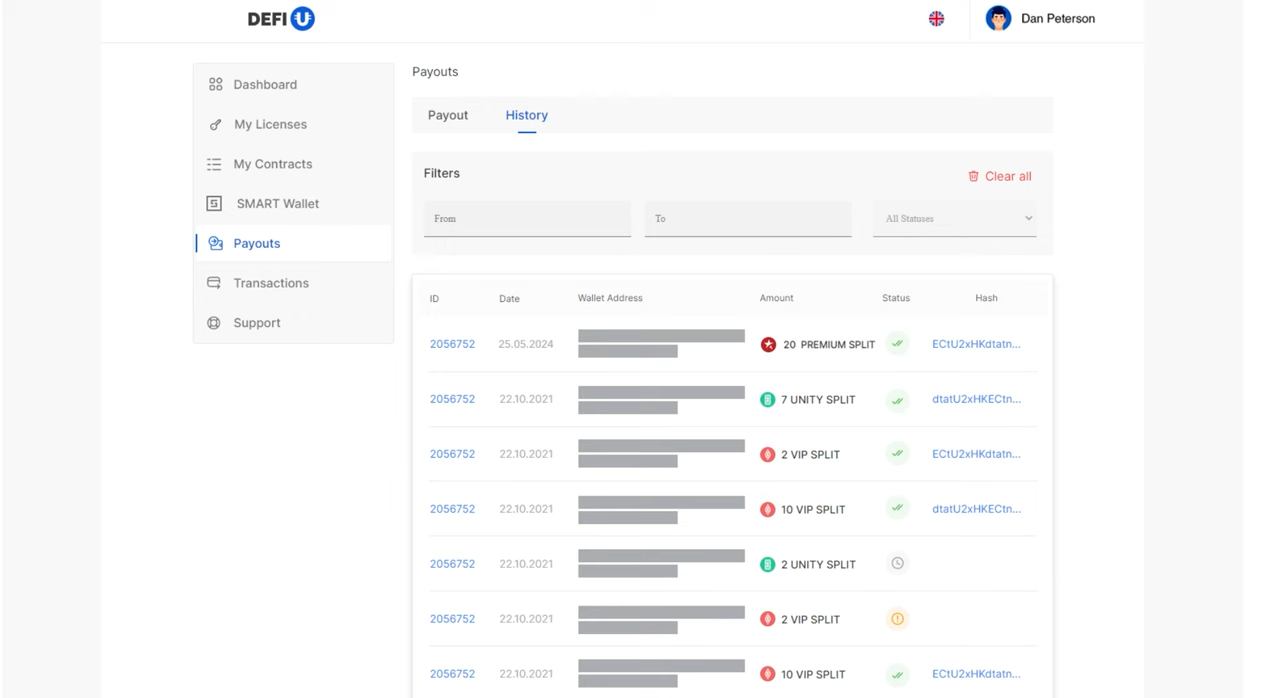 DEFI U
Dan Peterson
Dashboard
My Licenses
My Contracts
SMART Wallet
Payouts
Transactions
Support
Payouts
Payout History
Filters
Clear all
From To All Statuses
ID Date Wallet Address Amount Status Hash
2056752 25.05.2024 20 PREMIUM SPLIT ECtU2xHKdtatn...
2056752 22.10.2021 7 UNITY SPLIT dtatU2xHKECtn...
2056752 22.10.2021 2 VIP SPLIT ECtU2xHKdtatn...
2056752 22.10.2021 10 VIP SPLIT dtatU2xHKECtn...
2056752 22.10.2021 2 UNITY SPLIT
2056752 22.10.2021 2 VIP SPLIT
2056752 22.10.2021 10 VIP SPLIT ECtU2xHKdtatn...